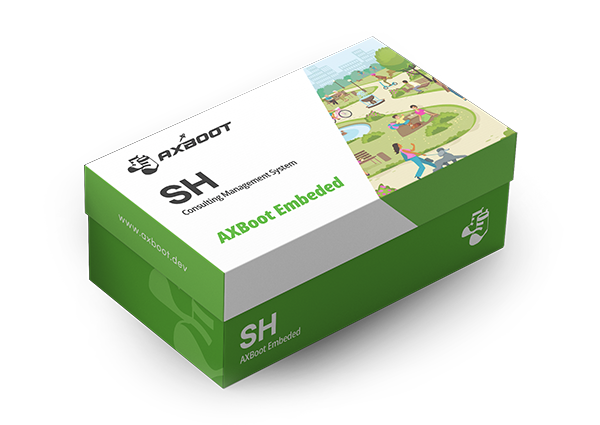 AXBOOT
SH
Consulting Management System
AXBoot Embeded
www.axboot.dev
SH
AXBoot Embeded